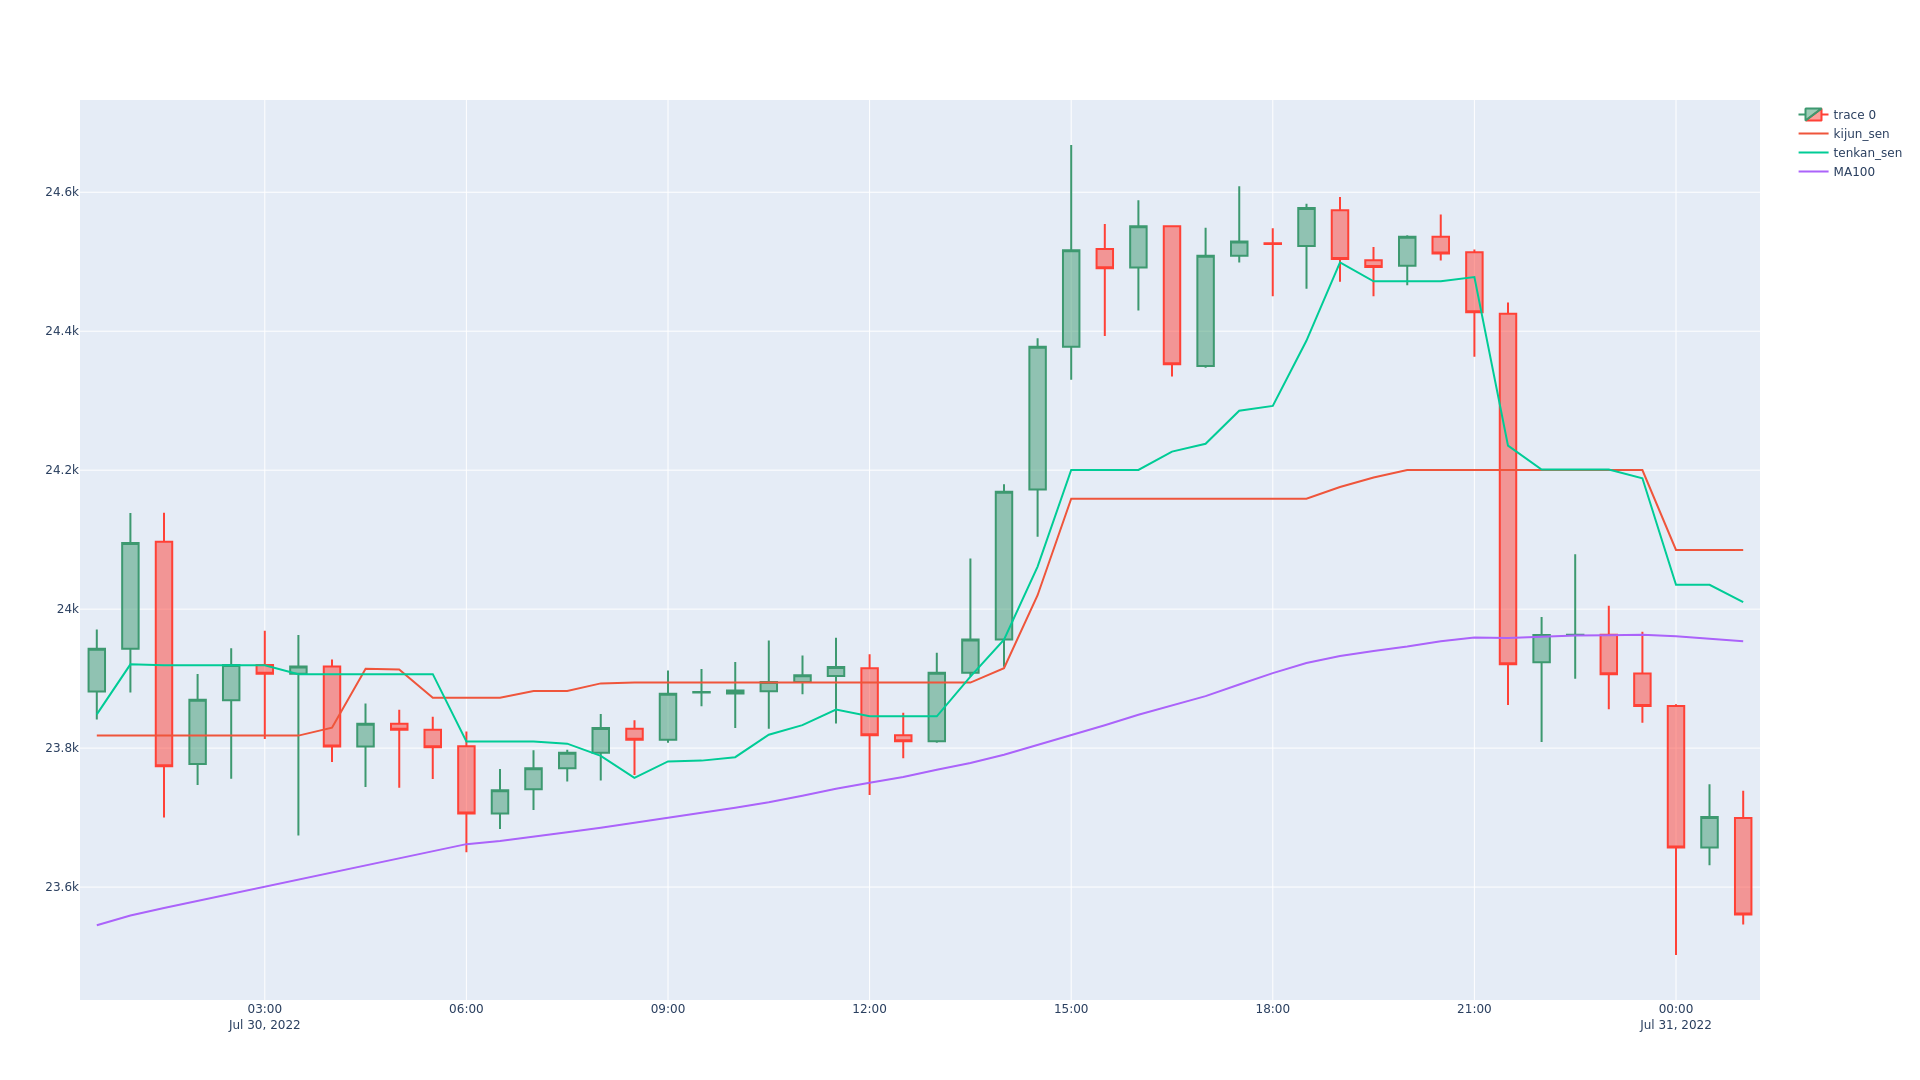 trace 0
kijun_sen
tenkan_sen
MA100
24.6k
24.4k
24.2k
24k
23.8k
23.6k
03:00 06:00 09:00 12:00 15:00 18:00 21:00 00:00
Jul 30, 2022 Jul 31, 2022